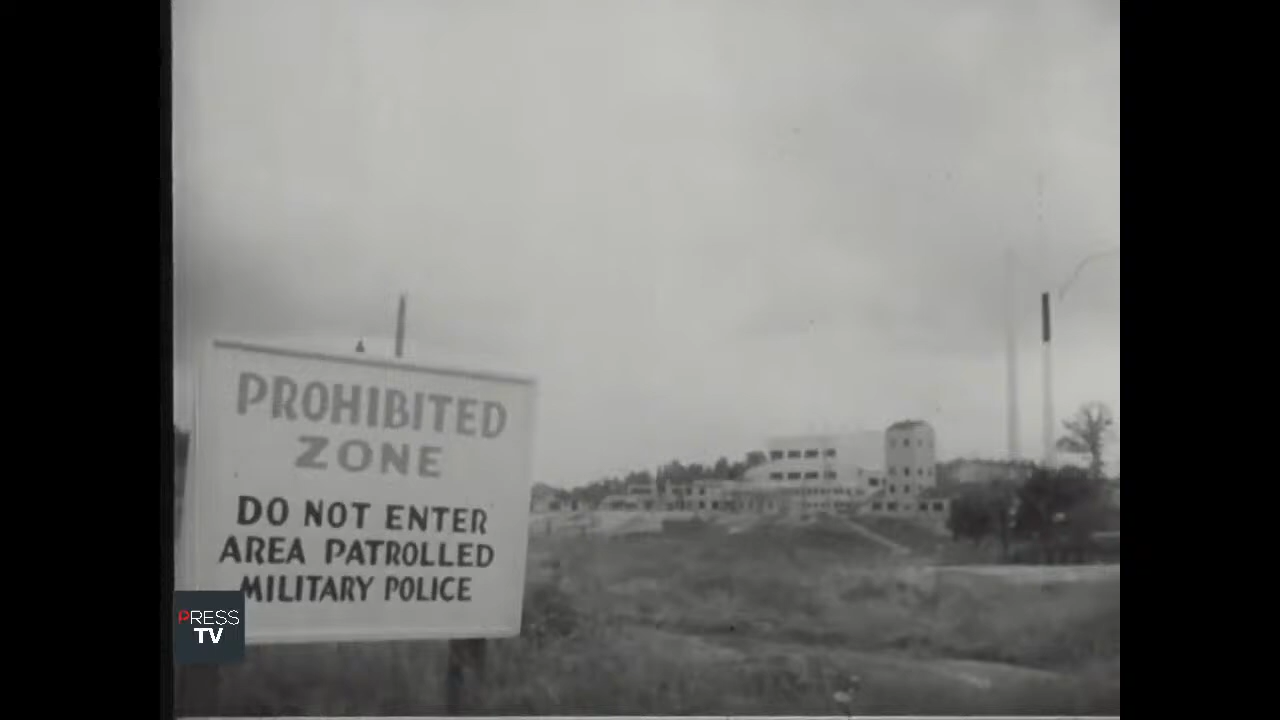 PROHIBITED
ZONE
DO NOT ENTER
AREA PATROLLED
MILITARY POLICE
PRESS
TV